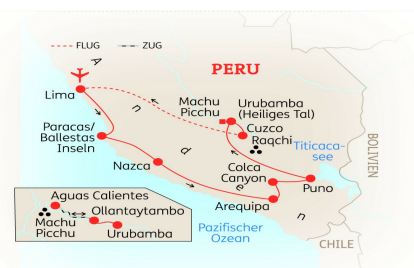 FLUG
ZUG
PERU
A
n
d
e
n
Lima
Machu
Picchu
Urubamba
(Heiliges Tal)
Cuzco
Raqchi
Paracas/
Ballestas
Inseln
Titicaca-
see
BOLIVIEN
Nazca
Colca
Canyon
Puno
Arequipa
Pazifischer
Ozean
CHILE
Aguas Calientes
Ollantaytambo
Machu
Picchu
Urubamba